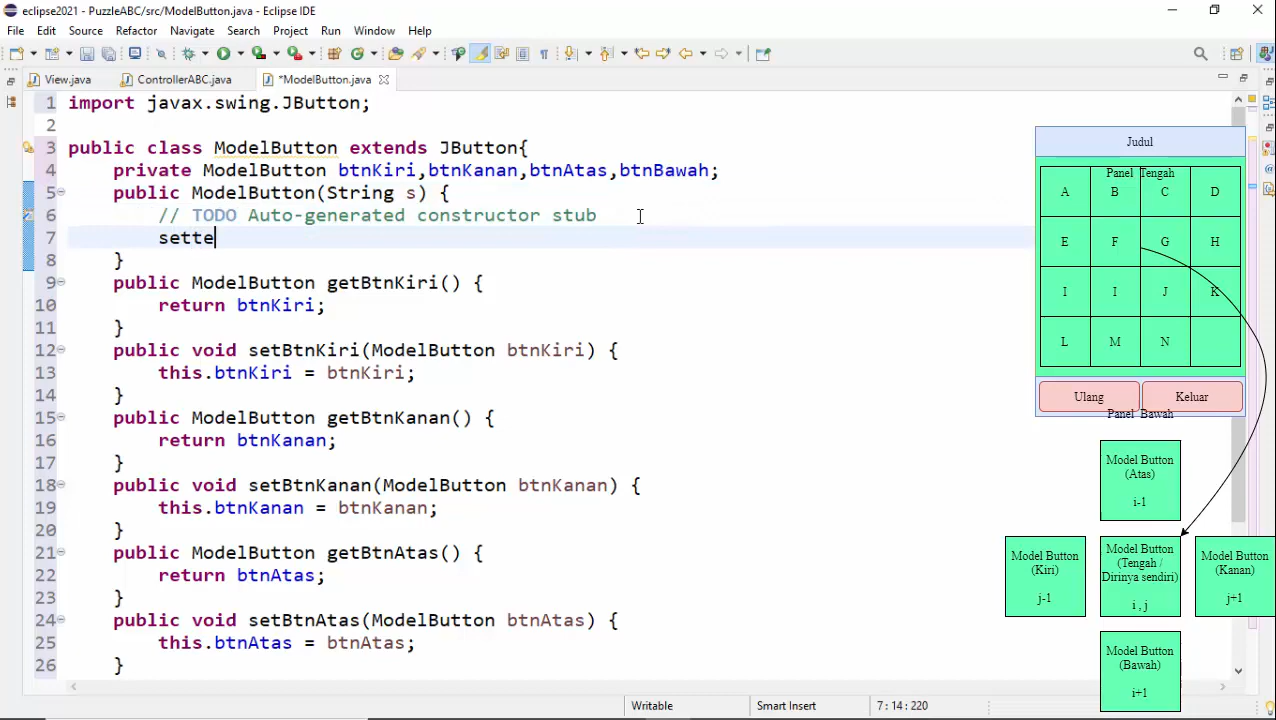 eclipse2021 - PuzzleABC/src/ModelButton.java - Eclipse IDE
File Edit Source Refactor Navigate Search Project Run Window Help
View.java ControllerABC.java *ModelButton.java
1 import javax.swing.JButton;
2
3 public class ModelButton extends JButton{
4 private ModelButton btnKiri,btnKanan,btnAtas,btnBawah;
5 public ModelButton(String s) {
6 // TODO Auto-generated constructor stub
7 sette
8 }
9 public ModelButton getBtnKiri() {
10 return btnKiri;
11 }
12 public void setBtnKiri(ModelButton btnKiri) {
13 this.btnKiri = btnKiri;
14 }
15 public ModelButton getBtnKanan() {
16 return btnKanan;
17 }
18 public void setBtnKanan(ModelButton btnKanan) {
19 this.btnKanan = btnKanan;
20 }
21 public ModelButton getBtnAtas() {
22 return btnAtas;
23 }
24 public void setBtnAtas(ModelButton btnAtas) {
25 this.btnAtas = btnAtas;
26 }
Judul
Panel Tengah
A B C D
E F G H
I I J K
L M N
Ulang Keluar
Panel Bawah
Model Button
(Atas)
i-1
Model Button
(Kiri)
j-1
Model Button
(Tengah /
Dirinya sendiri)
i , j
Model Button
(Kanan)
j+1
Model Button
(Bawah)
i+1
Writable Smart Insert 7 : 14 : 220